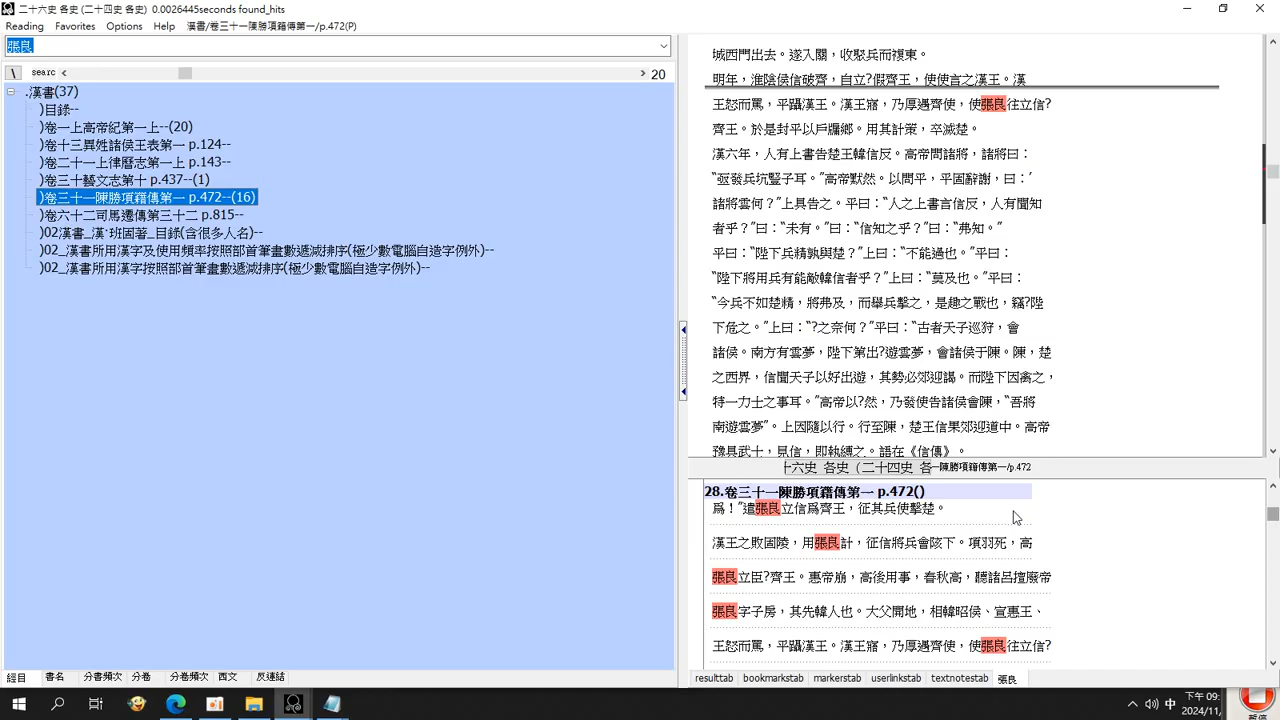 二十六史 各史 (二十四史 各史) 0.0026445seconds found_hits
Reading Favorites Options Help 漢書/卷三十一陳勝項籍傳第一/p.472(P)
張良
\ searc < > 20
.漢書(37)
)目錄--
)卷一上高帝紀第一上--(20)
)卷十三異姓諸侯王表第一 p.124--
)卷二十一上律曆志第一上 p.143--
)卷三十藝文志第十 p.437--(1)
)卷三十一陳勝項籍傳第一 p.472--(16)
)卷六十二司馬遷傳第三十二 p.815--
)02漢書_漢‧班固著_目錄(含很多人名)--
)02_漢書所用漢字及使用頻率按照部首筆畫數遞減排序(極少數電腦自造字例外)--
)02_漢書所用漢字按照部首筆畫數遞減排序(極少數電腦自造字例外)--
經目 書名 分書頻次 分卷 分卷頻次 西文 反連結
城西門出去。遂入關，收聚兵而複東。
明年，淮陰侯信破齊，自立?假齊王，使使言之漢王。漢
王怒而罵，平躡漢王。漢王寤，乃厚遇齊使，使張良往立信?
齊王。於是封平以戶牖鄉。用其計策，卒滅楚。
漢六年，人有上書告楚王韓信反。高帝問諸將，諸將曰：
“亟發兵坑豎子耳。”高帝默然。以問平，平固辭謝，曰：′
諸將雲何？”上具告之。平曰：“人之上書言信反，人有聞知
者乎？”曰：“未有。”曰：“信知之乎？”曰：“弗知。”
平曰：“陛下兵精孰與楚？”上曰：“不能過也。”平曰：
“陛下將用兵有能敵韓信者乎？”上曰：“莫及也。”平曰：
“今兵不如楚精，將弗及，而舉兵擊之，是趣之戰也，竊?陛
下危之。”上曰：“?之奈何？”平曰：“古者天子巡狩，會
諸侯。南方有雲夢，陛下第出?遊雲夢，會諸侯于陳。陳，楚
之西界，信聞天子以好出遊，其勢必郊迎謁。而陛下因禽之，
特一力士之事耳。”高帝以?然，乃發使告諸侯會陳，“吾將
南遊雲夢”。上因隨以行。行至陳，楚王信果郊迎道中。高帝
豫具武士，見信，即執縛之。語在《信傳》。
十六史 各史 (二十四史 各一陳勝項籍傳第一/p.472
28.卷三十一陳勝項籍傳第一 p.472()
爲！”遣張良立信爲齊王，征其兵使擊楚。
漢王之敗固陵，用張良計，征信將兵會陔下。項羽死，高
張良立臣?齊王。惠帝崩，高後用事，春秋高，聽諸呂擅廢帝
張良字子房，其先韓人也。大父開地，相韓昭侯、宣惠王、
王怒而罵，平躡漢王。漢王寤，乃厚遇齊使，使張良往立信?
resulttab bookmarkstab markerstab userlinkstab textnotestab 張良
中 下午 09:
2024/11,